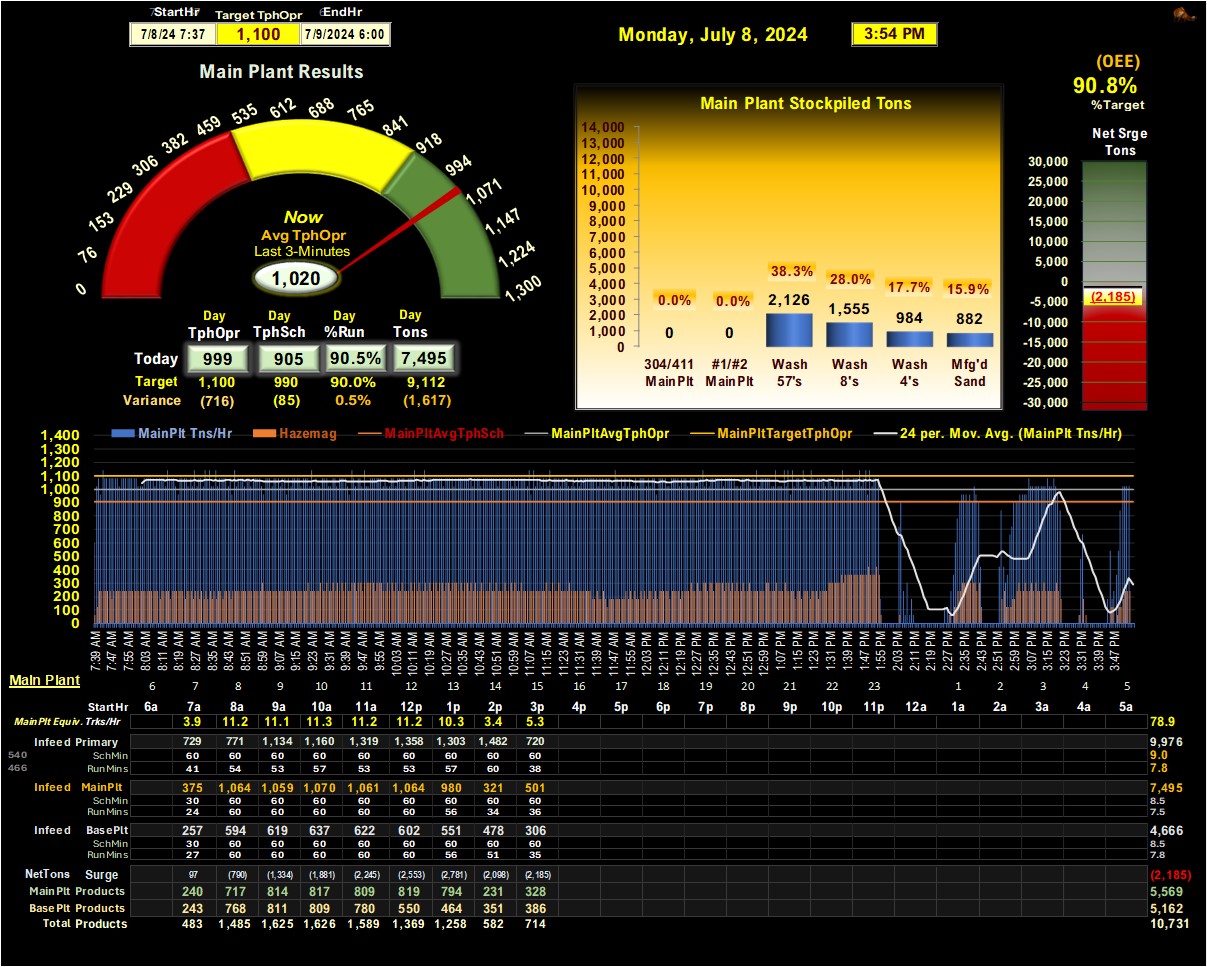 StartHr Target TphOpr EndHr
7/8/24 7:37 1,100 7/9/2024 6:00
Monday, July 8, 2024 3:54 PM
Main Plant Results
(OEE)
90.8%
%Target
0 76 153 229 306 382 459 535 612 688 765 841 918 994 1,071 1,147 1,224 1,300
Now
Avg TphOpr
Last 3-Minutes
1,020
Day Day Day Day
TphOpr TphSch %Run Tons
Today 999 905 90.5% 7,495
Target 1,100 990 90.0% 9,112
Variance (716) (85) 0.5% (1,617)
Main Plant Stockpiled Tons
14,000
13,000
12,000
11,000
10,000
9,000
8,000
7,000
6,000
5,000
4,000
3,000
2,000
1,000
0
0.0% 0.0% 38.3% 28.0% 17.7% 15.9%
0 0 2,126 1,555 984 882
304/411 #1/#2 Wash Wash Wash Mfg'd
MainPlt MainPlt 57's 8's 4's Sand
Net Srge
Tons
30,000
25,000
20,000
15,000
10,000
5,000
0
(2,185)
-5,000
-10,000
-15,000
-20,000
-25,000
-30,000
MainPlt Tns/Hr Hazemag MainPltAvgTphSch MainPltAvgTphOpr MainPltTargetTphOpr 24 per. Mov. Avg. (MainPlt Tns/Hr)
1,400
1,300
1,200
1,100
1,000
900
800
700
600
500
400
300
200
100
0
7:39 AM 7:47 AM 7:55 AM 8:03 AM 8:11 AM 8:19 AM 8:27 AM 8:35 AM 8:43 AM 8:51 AM 8:59 AM 9:07 AM 9:15 AM 9:23 AM 9:31 AM 9:39 AM 9:47 AM 9:55 AM 10:03 AM 10:11 AM 10:19 AM 10:27 AM 10:35 AM 10:43 AM 10:51 AM 10:59 AM 11:07 AM 11:15 AM 11:23 AM 11:31 AM 11:39 AM 11:47 AM 11:55 AM 12:03 PM 12:11 PM 12:19 PM 12:27 PM 12:35 PM 12:43 PM 12:51 PM 12:59 PM 1:07 PM 1:15 PM 1:23 PM 1:31 PM 1:39 PM 1:47 PM 1:55 PM 2:03 PM 2:11 PM 2:19 PM 2:27 PM 2:35 PM 2:43 PM 2:51 PM 2:59 PM 3:07 PM 3:15 PM 3:23 PM 3:31 PM 3:39 PM 3:47 PM
Main Plant 6 7 8 9 10 11 12 13 14 15 16 17 18 19 20 21 22 23 1 2 3 4 5
StartHr 6a 7a 8a 9a 10a 11a 12p 1p 2p 3p 4p 5p 6p 7p 8p 9p 10p 11p 12a 1a 2a 3a 4a 5a
MainPlt Equiv. Trks/Hr 3.9 11.2 11.1 11.3 11.2 11.2 10.3 3.4 5.3 78.9
Infeed Primary 729 771 1,134 1,160 1,319 1,358 1,303 1,482 720 9,976
540 SchMin 60 60 60 60 60 60 60 60 60 9.0
466 RunMins 41 54 53 57 53 53 57 60 38 7.8
Infeed MainPlt 375 1,064 1,059 1,070 1,061 1,064 980 321 501 7,495
SchMin 30 60 60 60 60 60 60 60 60 8.5
RunMins 24 60 60 60 60 60 56 34 36 7.5
Infeed BasePlt 257 594 619 637 622 602 551 478 306 4,666
SchMin 30 60 60 60 60 60 60 60 60 8.5
RunMins 27 60 60 60 60 60 56 51 35 7.8
NetTons Surge 97 (790) (1,334) (1,881) (2,245) (2,553) (2,781) (2,098) (2,185) (2,185)
MainPlt Products 240 717 814 817 809 819 794 231 328 5,569
BasePlt Products 243 768 811 809 780 550 464 351 386 5,162
Total Products 483 1,485 1,625 1,626 1,589 1,369 1,258 582 714 10,731